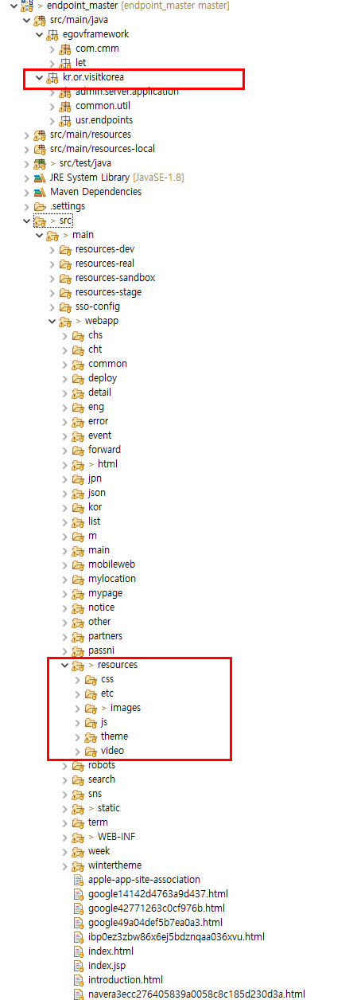 > endpoint_master [endpoint_master master]
src/main/java
egovframework
com.cmm
let
kr.or.visitkorea
admin.server.application
common.util
usr.endpoints
src/main/resources
src/main/resources-local
> src/test/java
JRE System Library [JavaSE-1.8]
Maven Dependencies
.settings
> src
> main
resources-dev
resources-real
resources-sandbox
resources-stage
sso-config
> webapp
chs
cht
common
deploy
detail
eng
error
event
forward
> html
jpn
json
kor
list
m
main
mobileweb
mylocation
mypage
notice
other
partners
passni
> resources
css
etc
> images
js
theme
video
robots
search
sns
> static
term
> WEB-INF
week
wintertheme
apple-app-site-association
google14142d4763a9d437.html
google42771263c0cf976b.html
google49a04def5b7ea0a3.html
ibp0ez3zbw86x6ej5bdznqaa036xvu.html
index.html
index.jsp
introduction.html
navera3ecc276405839a0058c8c185d230d3a.html